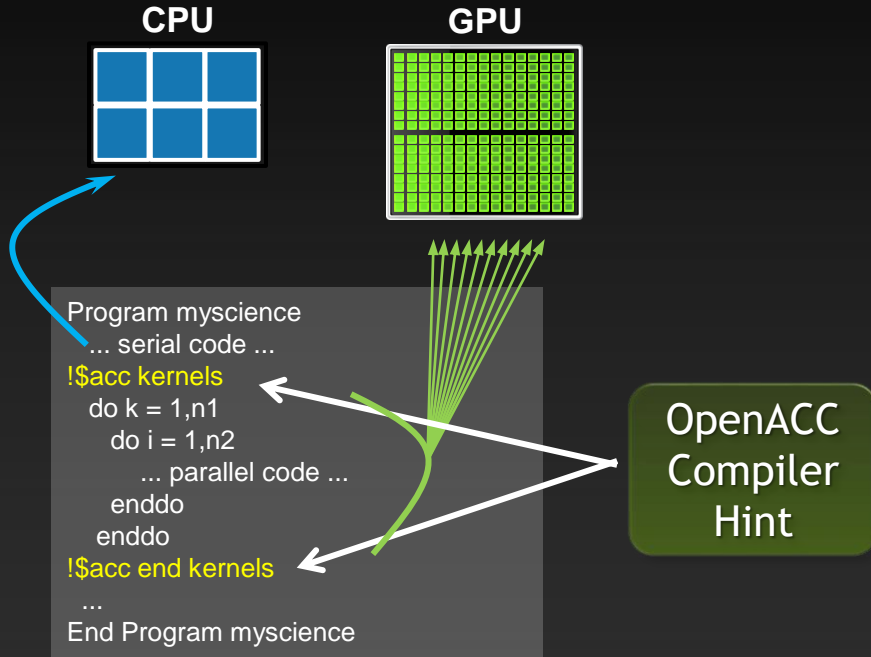 CPU
GPU
Program myscience
... serial code ...
!$acc kernels
do k = 1,n1
do i = 1,n2
... parallel code ...
enddo
enddo
!$acc end kernels
...
End Program myscience
OpenACC
Compiler
Hint